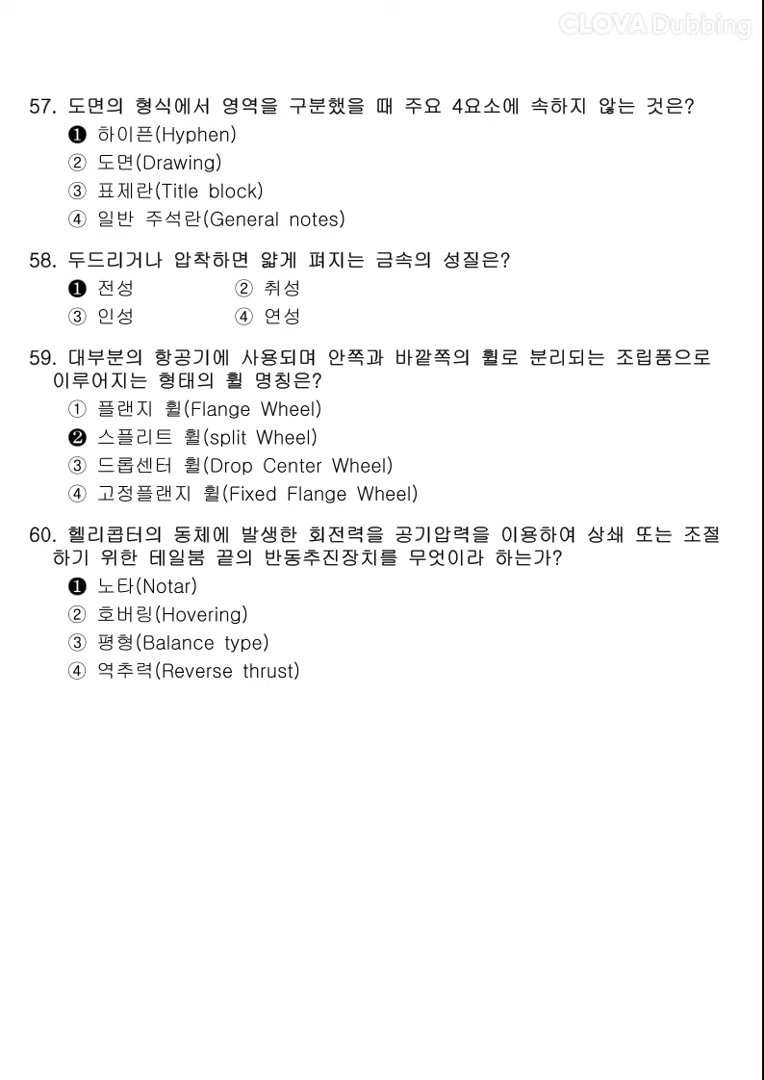 CLOVA Dubbing
57. 도면의 형식에서 영역을 구분했을 때 주요 4요소에 속하지 않는 것은?
❶ 하이픈(Hyphen)
② 도면(Drawing)
③ 표제란(Title block)
④ 일반 주석란(General notes)
58. 두드리거나 압착하면 얇게 펴지는 금속의 성질은?
❶ 전성 ② 취성
③ 인성 ④ 연성
59. 대부분의 항공기에 사용되며 안쪽과 바깥쪽의 휠로 분리되는 조립품으로
이루어지는 형태의 휠 명칭은?
① 플랜지 휠(Flange Wheel)
❷ 스플리트 휠(split Wheel)
③ 드롭센터 휠(Drop Center Wheel)
④ 고정플랜지 휠(Fixed Flange Wheel)
60. 헬리콥터의 동체에 발생한 회전력을 공기압력을 이용하여 상쇄 또는 조절
하기 위한 테일붐 끝의 반동추진장치를 무엇이라 하는가?
❶ 노타(Notar)
② 호버링(Hovering)
③ 평형(Balance type)
④ 역추력(Reverse thrust)